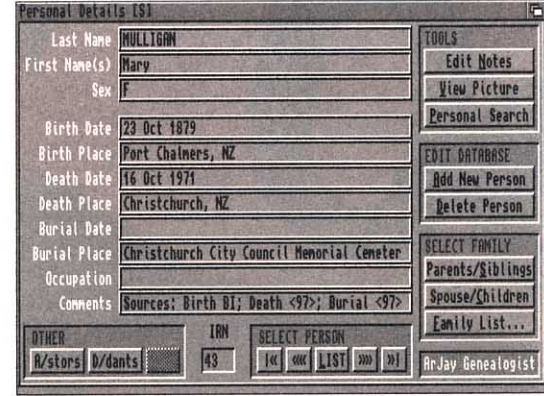 Personal Details [S]
Last Name MULLIGAN
First Name(s) Mary
Sex F
Birth Date 23 Oct 1879
Birth Place Port Chalmers, NZ
Death Date 16 Oct 1971
Death Place Christchurch, NZ
Burial Date
Burial Place Christchurch City Council Memorial Cemeter
Occupation
Comments Sources: Birth BI; Death <97>; Burial <97>
TOOLS
Edit Notes
View Picture
Personal Search
EDIT DATABASE
Add New Person
Delete Person
SELECT FAMILY
Parents/Siblings
Spouse/Children
Family List...
OTHER
A/stors D/dants
IRN
43
SELECT PERSON
|« «« LIST »» »|
ArJay Genealogist